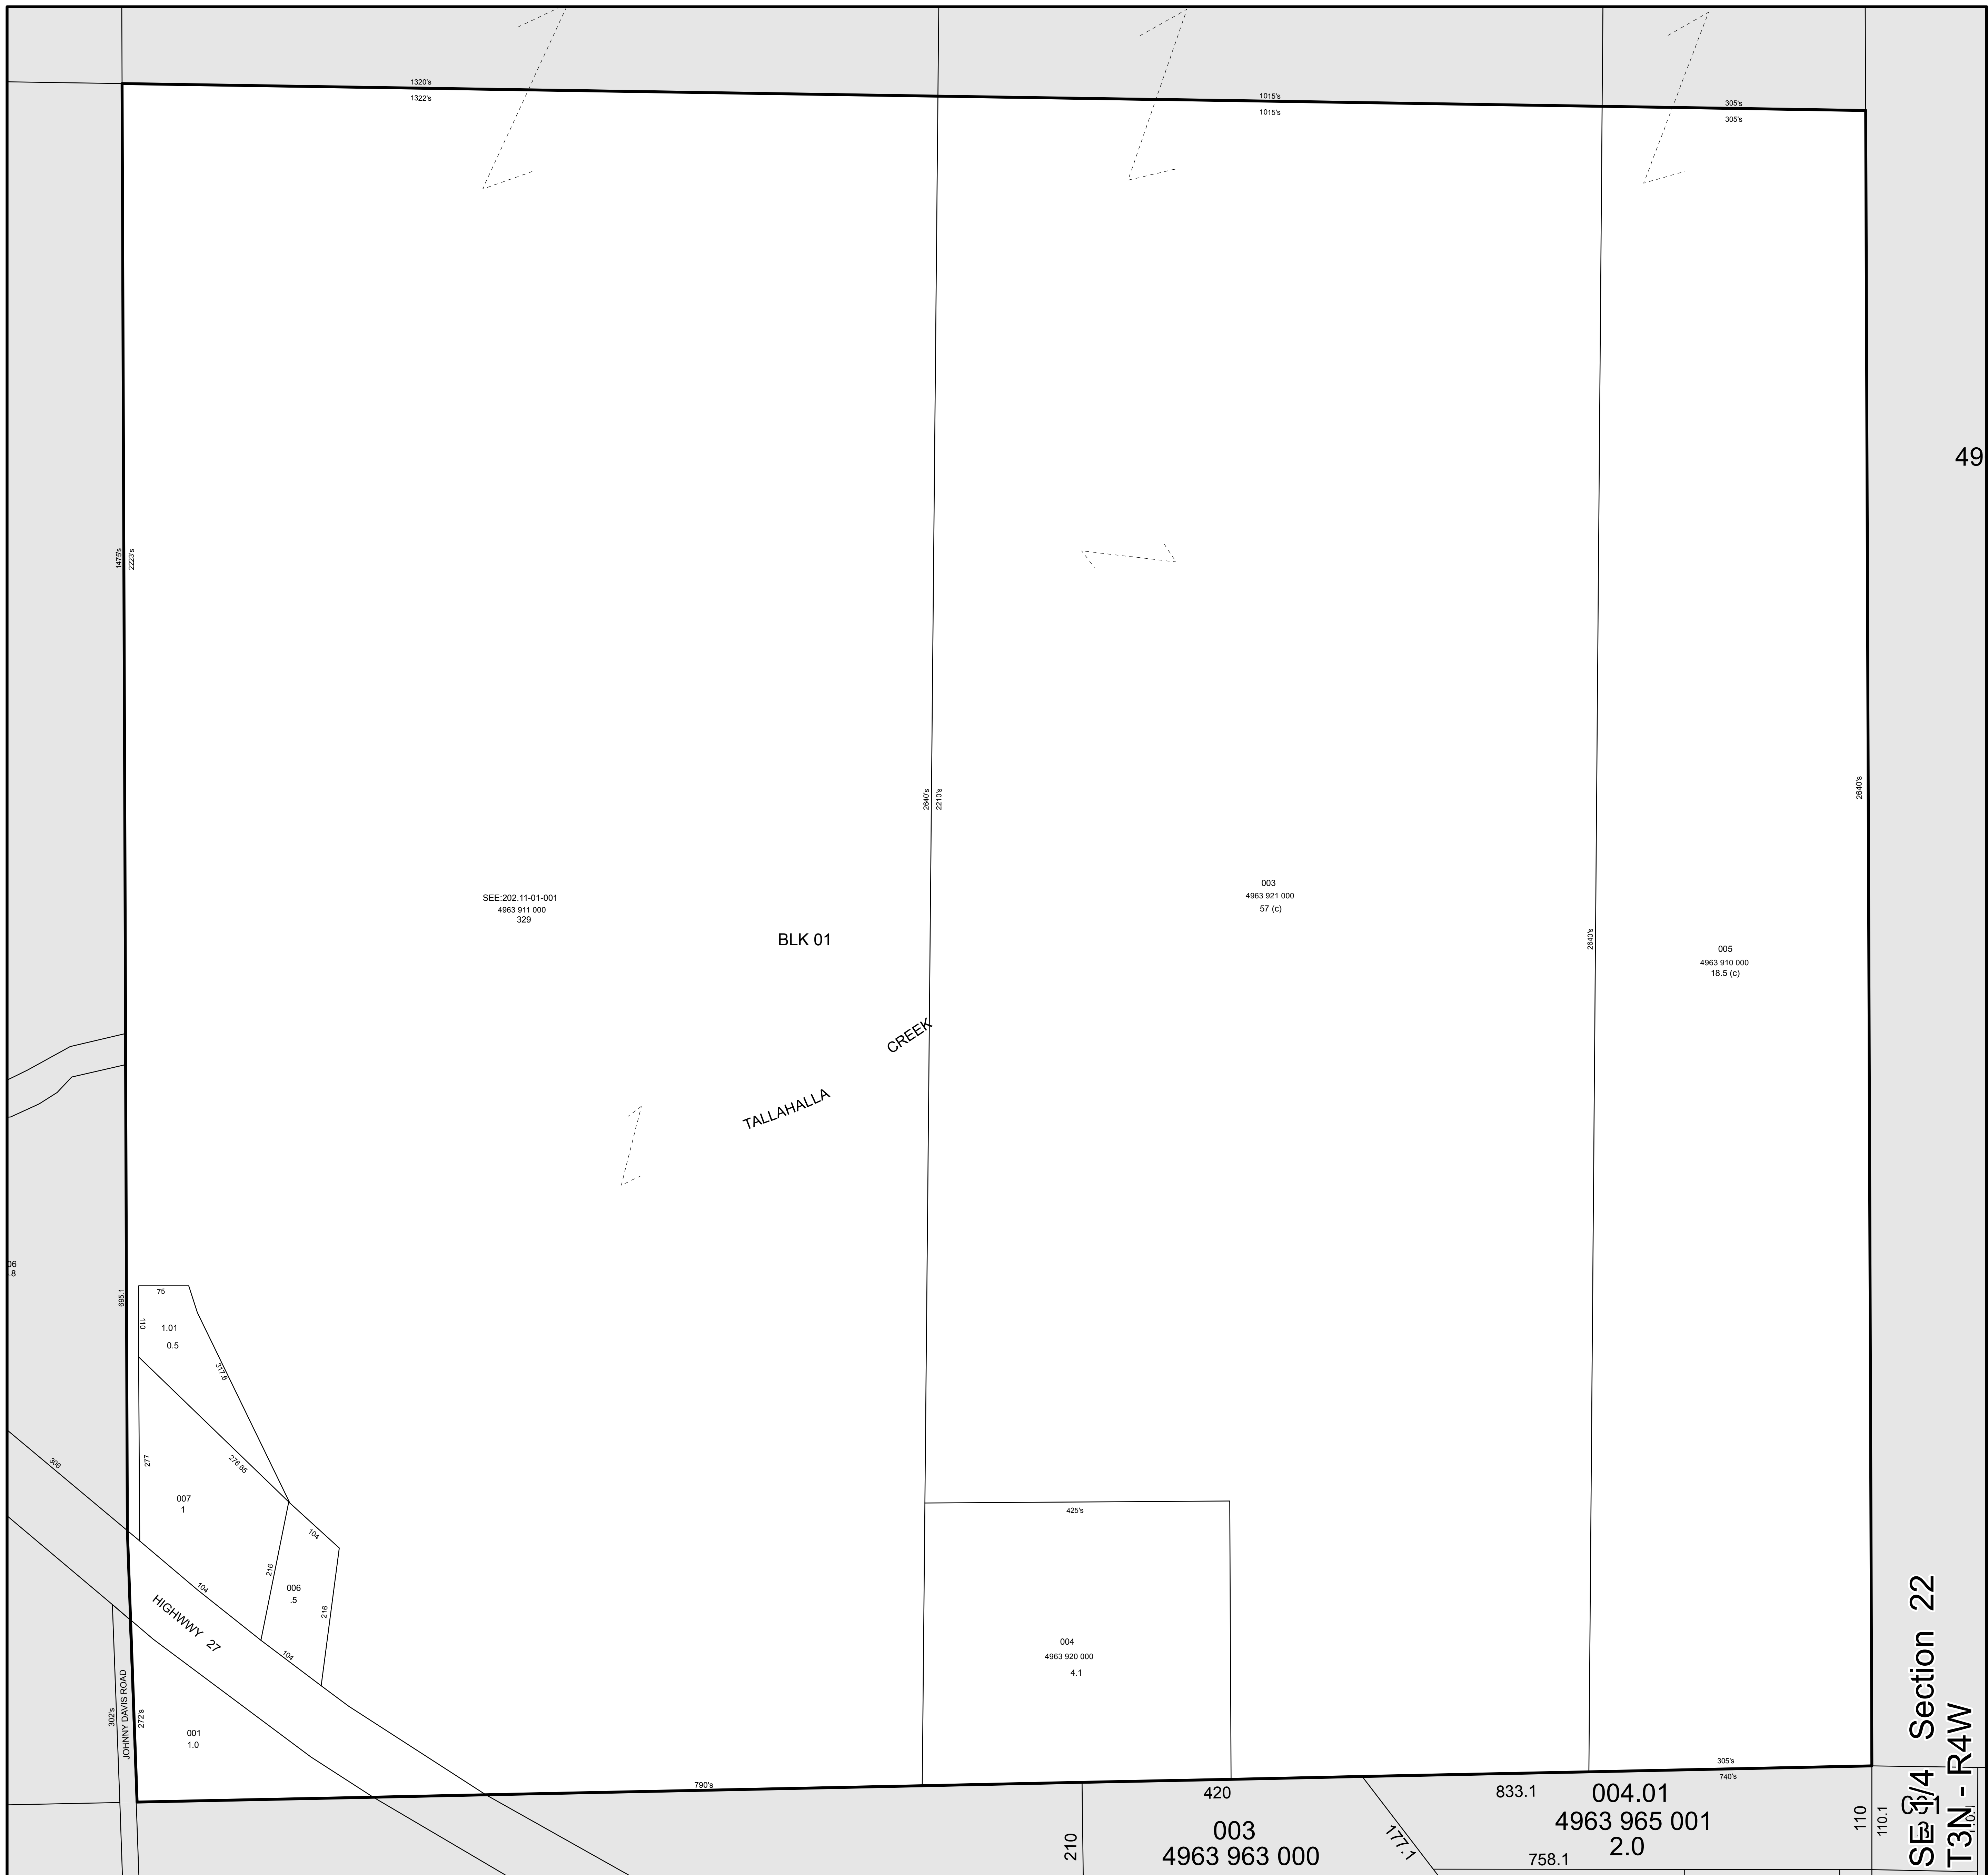 1320's
1322's
1015's
1015's
305's
305's
49
1475's
2223's
2640's
2210's
2640's
2640's
003
4963 921 000
57 (c)
SEE:202.11-01-001
4963 911 000
329
BLK 01
005
4963 910 000
18.5 (c)
CREEK
TALLAHALLA
06
.8
695.1
75
110
1.01
0.5
317.6
306
277
276.65
007
1
104
425's
216
006
.5
104
216
HIGHWWY 27
104
004
4963 920 000
4.1
302's
JOHNNY DAVIS ROAD
272's
001
1.0
790's
305's
740's
420
833.1
004.01
4963 965 001
2.0
210
003
4963 963 000
177.1
758.1
110
110.1
SE 1/4 Section 22
T3N - R4W